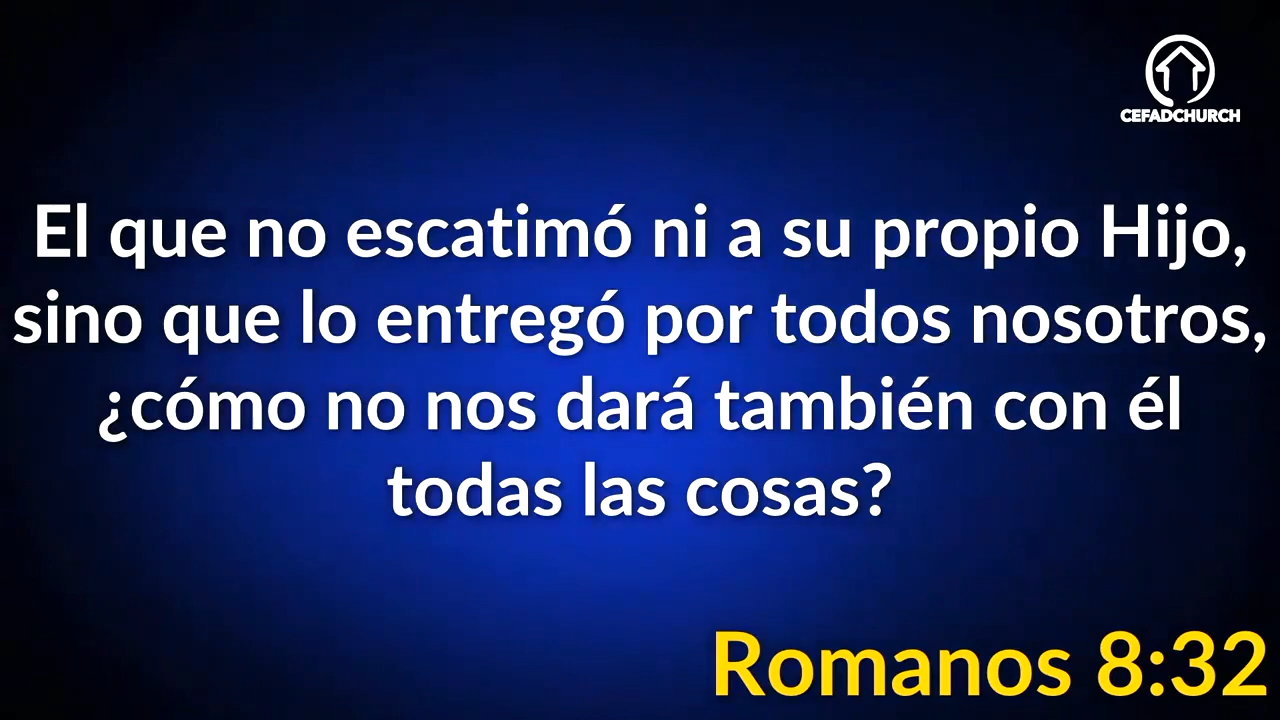 CEFADCHURCH
El que no escatimó ni a su propio Hijo,
sino que lo entregó por todos nosotros,
¿cómo no nos dará también con él
todas las cosas?
Romanos 8:32